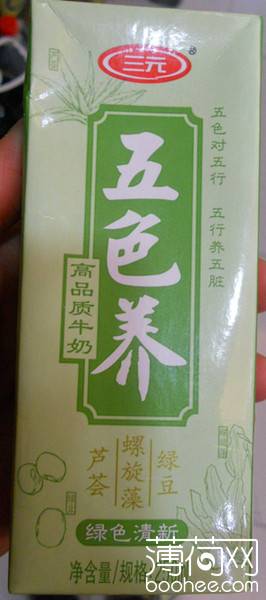 三元
五色对五行 五行养五脏
五色养
高品质牛奶
绿豆
螺旋藻
芦荟
绿色清新
净含量/规格
薄荷网
boohee.com